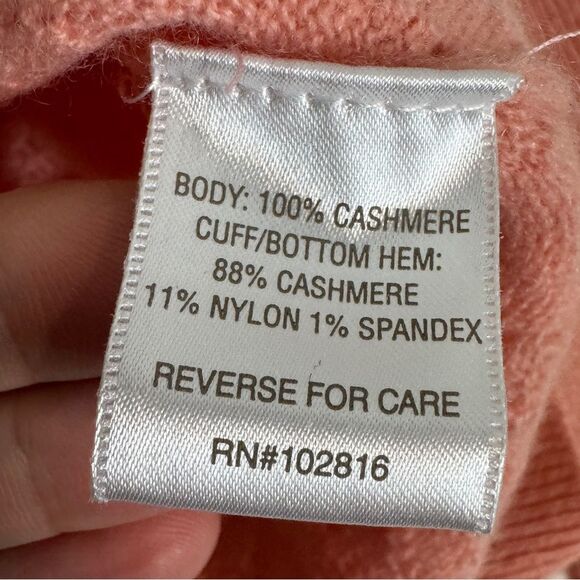 BODY: 100% CASHMERE
CUFF/BOTTOM HEM:
88% CASHMERE
11% NYLON 1% SPANDEX
REVERSE FOR CARE
RN#102816